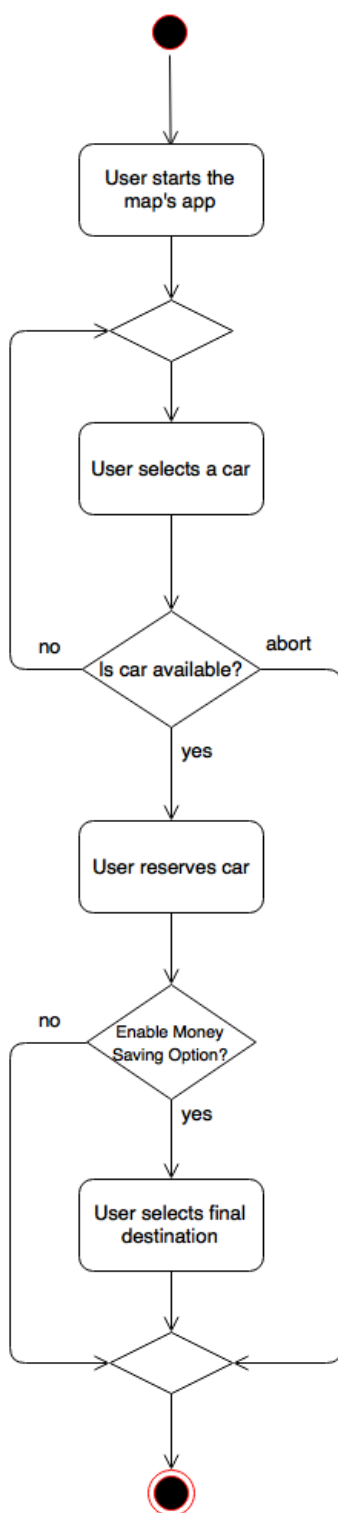 User starts the
map's app
User selects a car
no
Is car available?
abort
yes
User reserves car
no
Enable Money
Saving Option?
yes
User selects final
destination